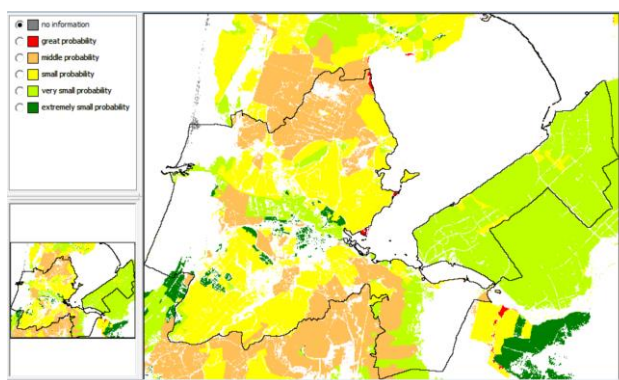 no information
great probability
middle probability
small probability
very small probability
extremely small probability